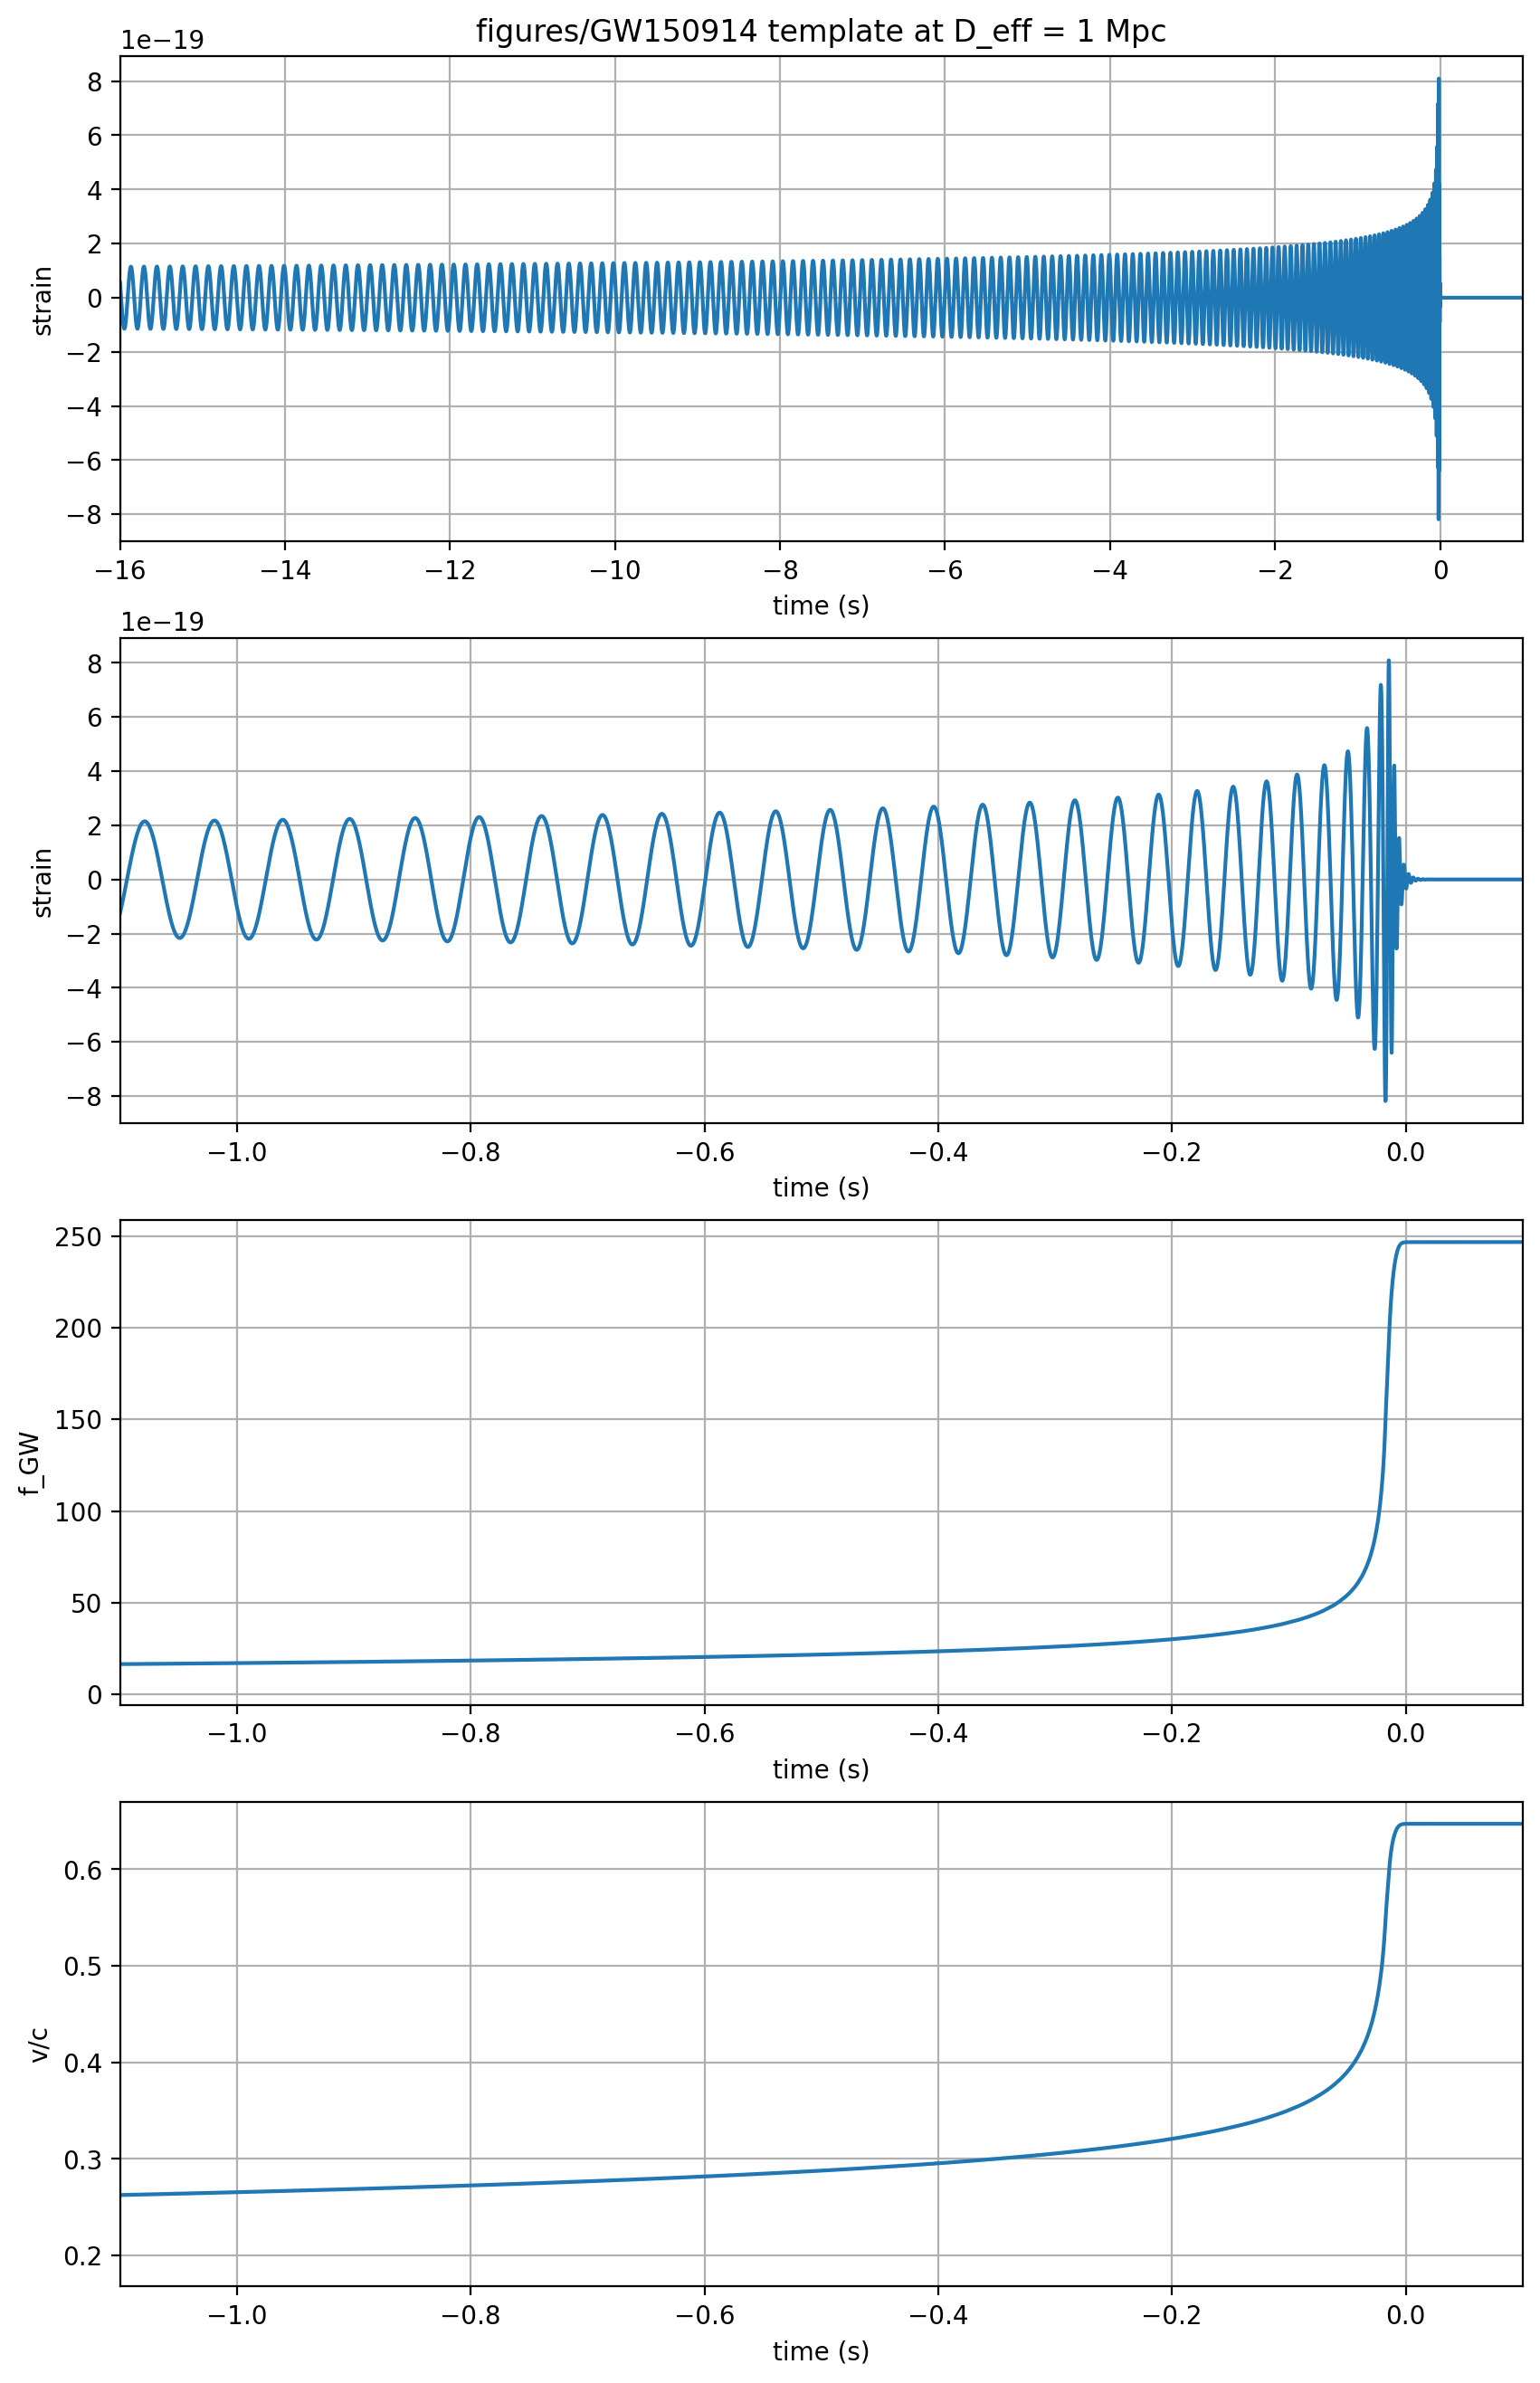 figures/GW150914 template at D_eff = 1 Mpc
1e−19
8
6
4
2
0
−2
−4
−6
−8
strain
−16 −14 −12 −10 −8 −6 −4 −2 0
time (s)
1e−19
8
6
4
2
0
−2
−4
−6
−8
strain
−1.0 −0.8 −0.6 −0.4 −0.2 0.0
time (s)
250
200
150
100
50
0
f_GW
−1.0 −0.8 −0.6 −0.4 −0.2 0.0
time (s)
0.6
0.5
0.4
0.3
0.2
v/c
−1.0 −0.8 −0.6 −0.4 −0.2 0.0
time (s)